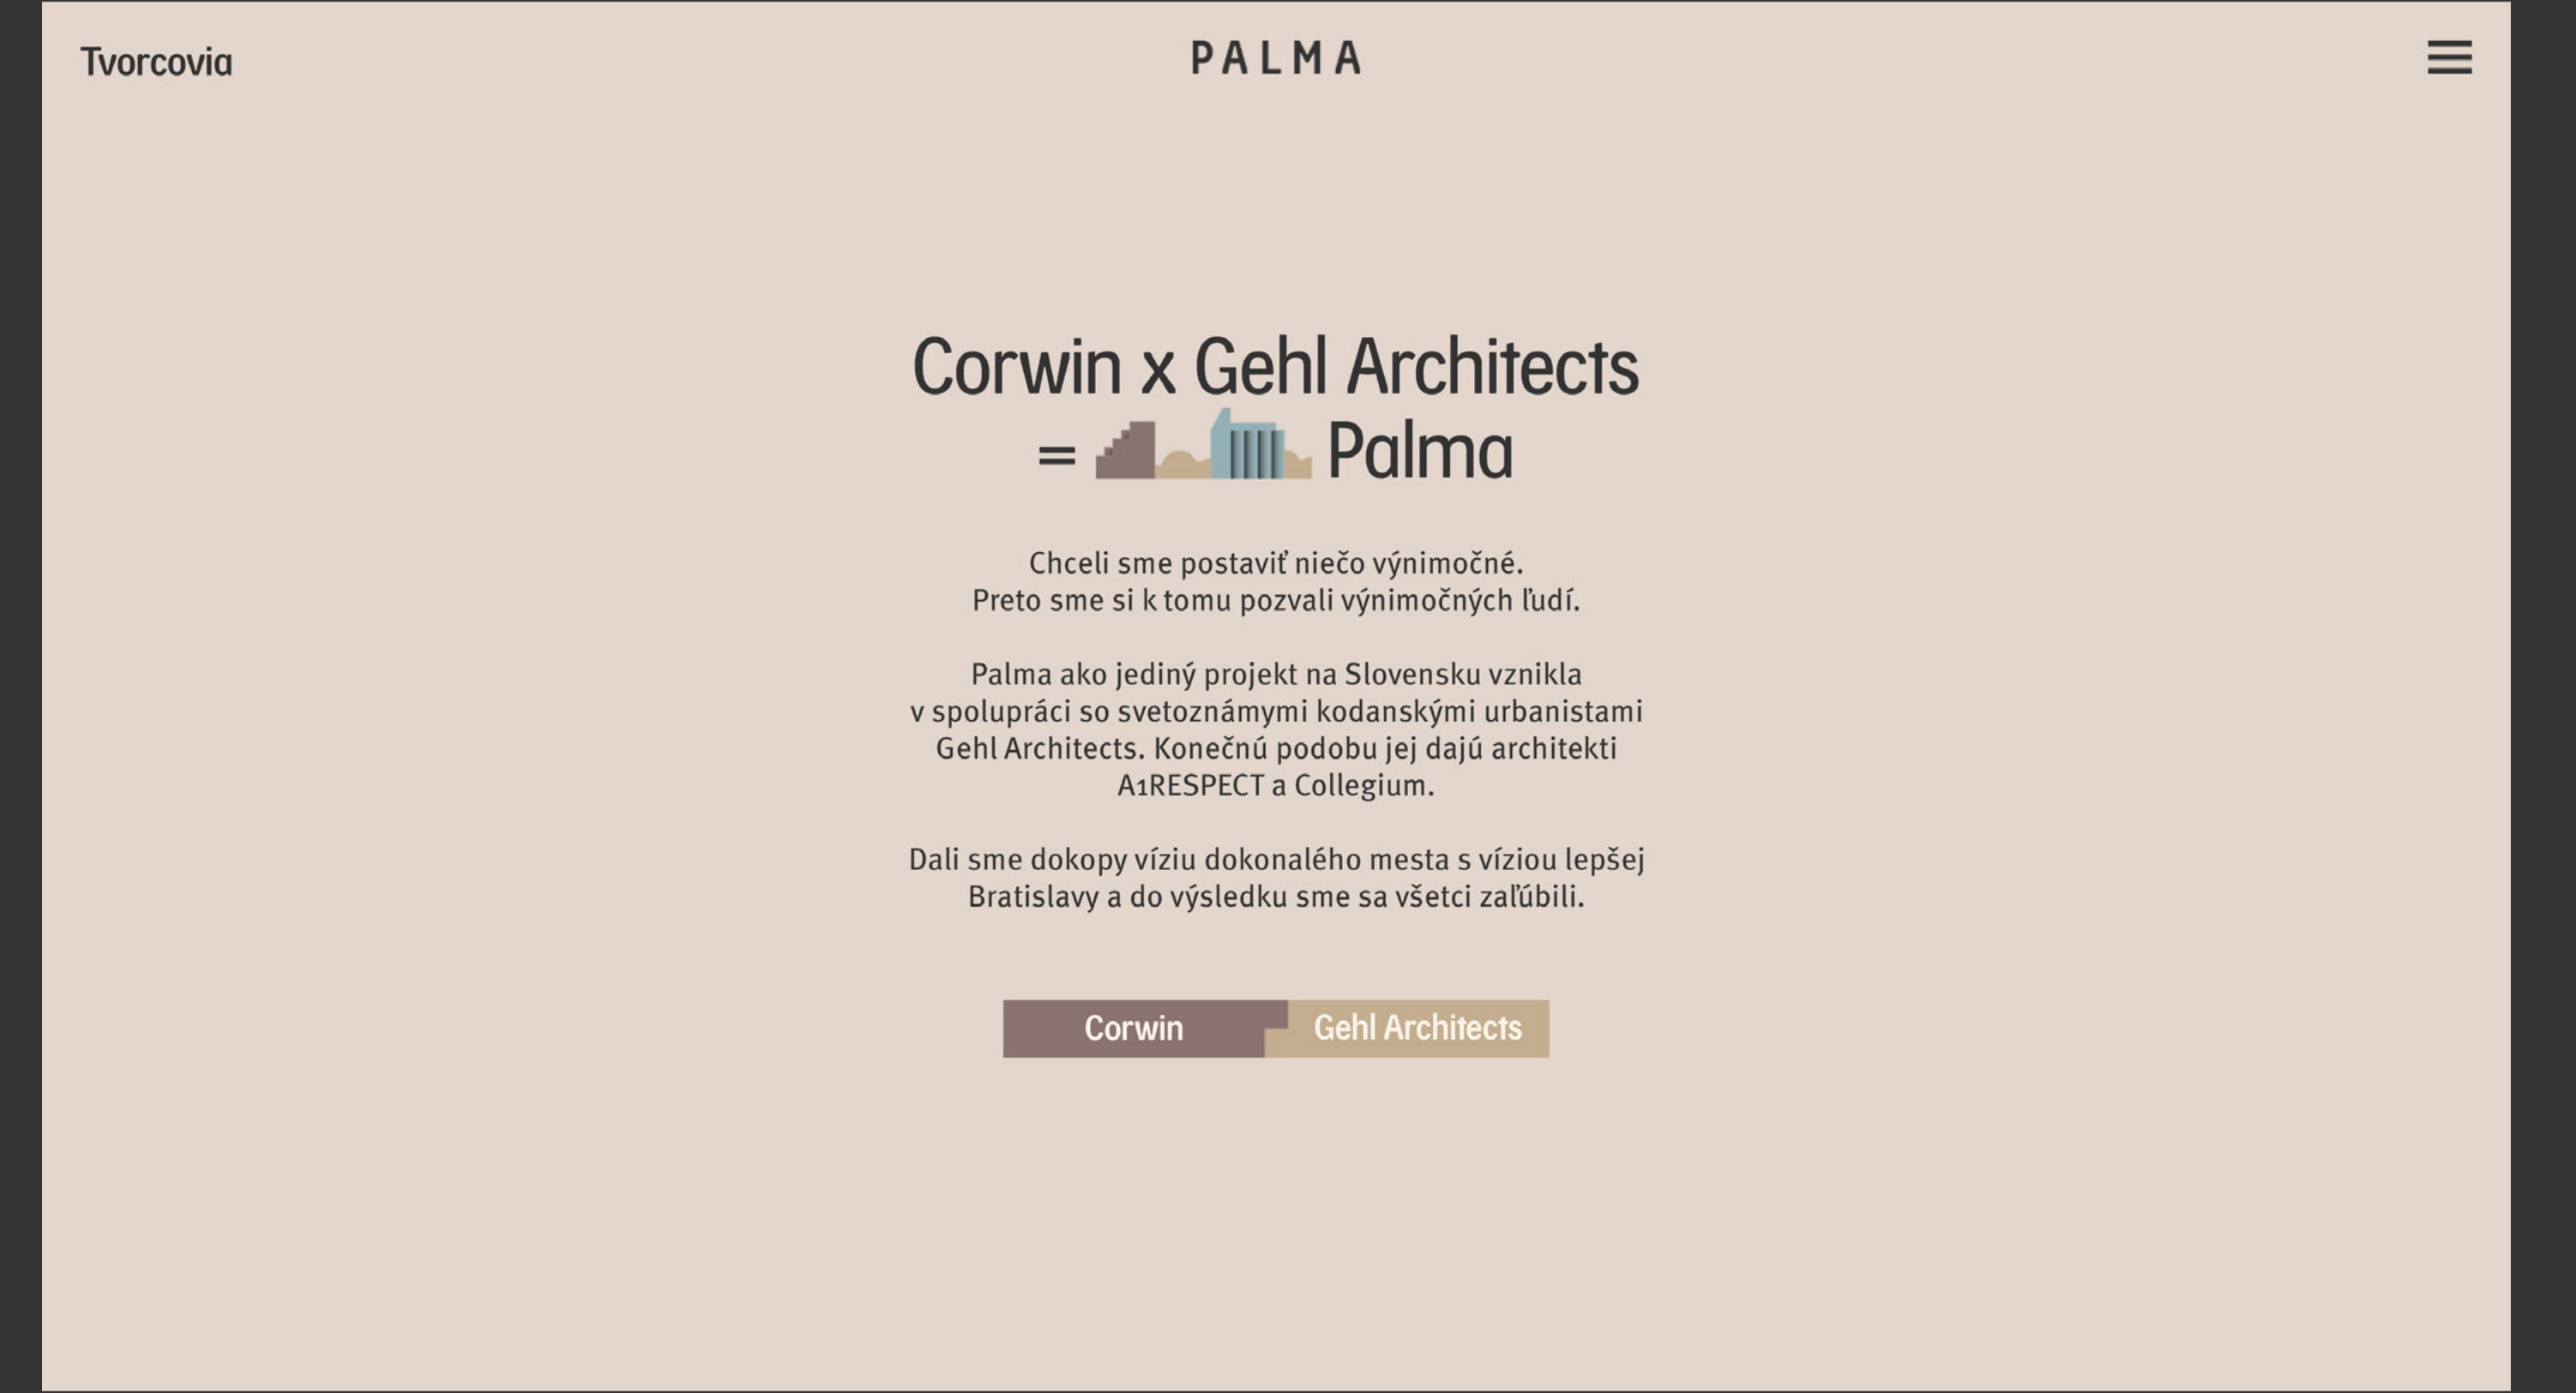 Tvorcovia
PALMA
Corwin x Gehl Architects
= Palma
Chceli sme postaviť niečo výnimočné.
Preto sme si k tomu pozvali výnimočných ľudí.
Palma ako jediný projekt na Slovensku vznikla
v spolupráci so svetoznámymi kodanskými urbanistami
Gehl Architects. Konečnú podobu jej dajú architekti
A1RESPECT a Collegium.
Dali sme dokopy víziu dokonalého mesta s víziou lepšej
Bratislavy a do výsledku sme sa všetci zaľúbili.
Corwin
Gehl Architects